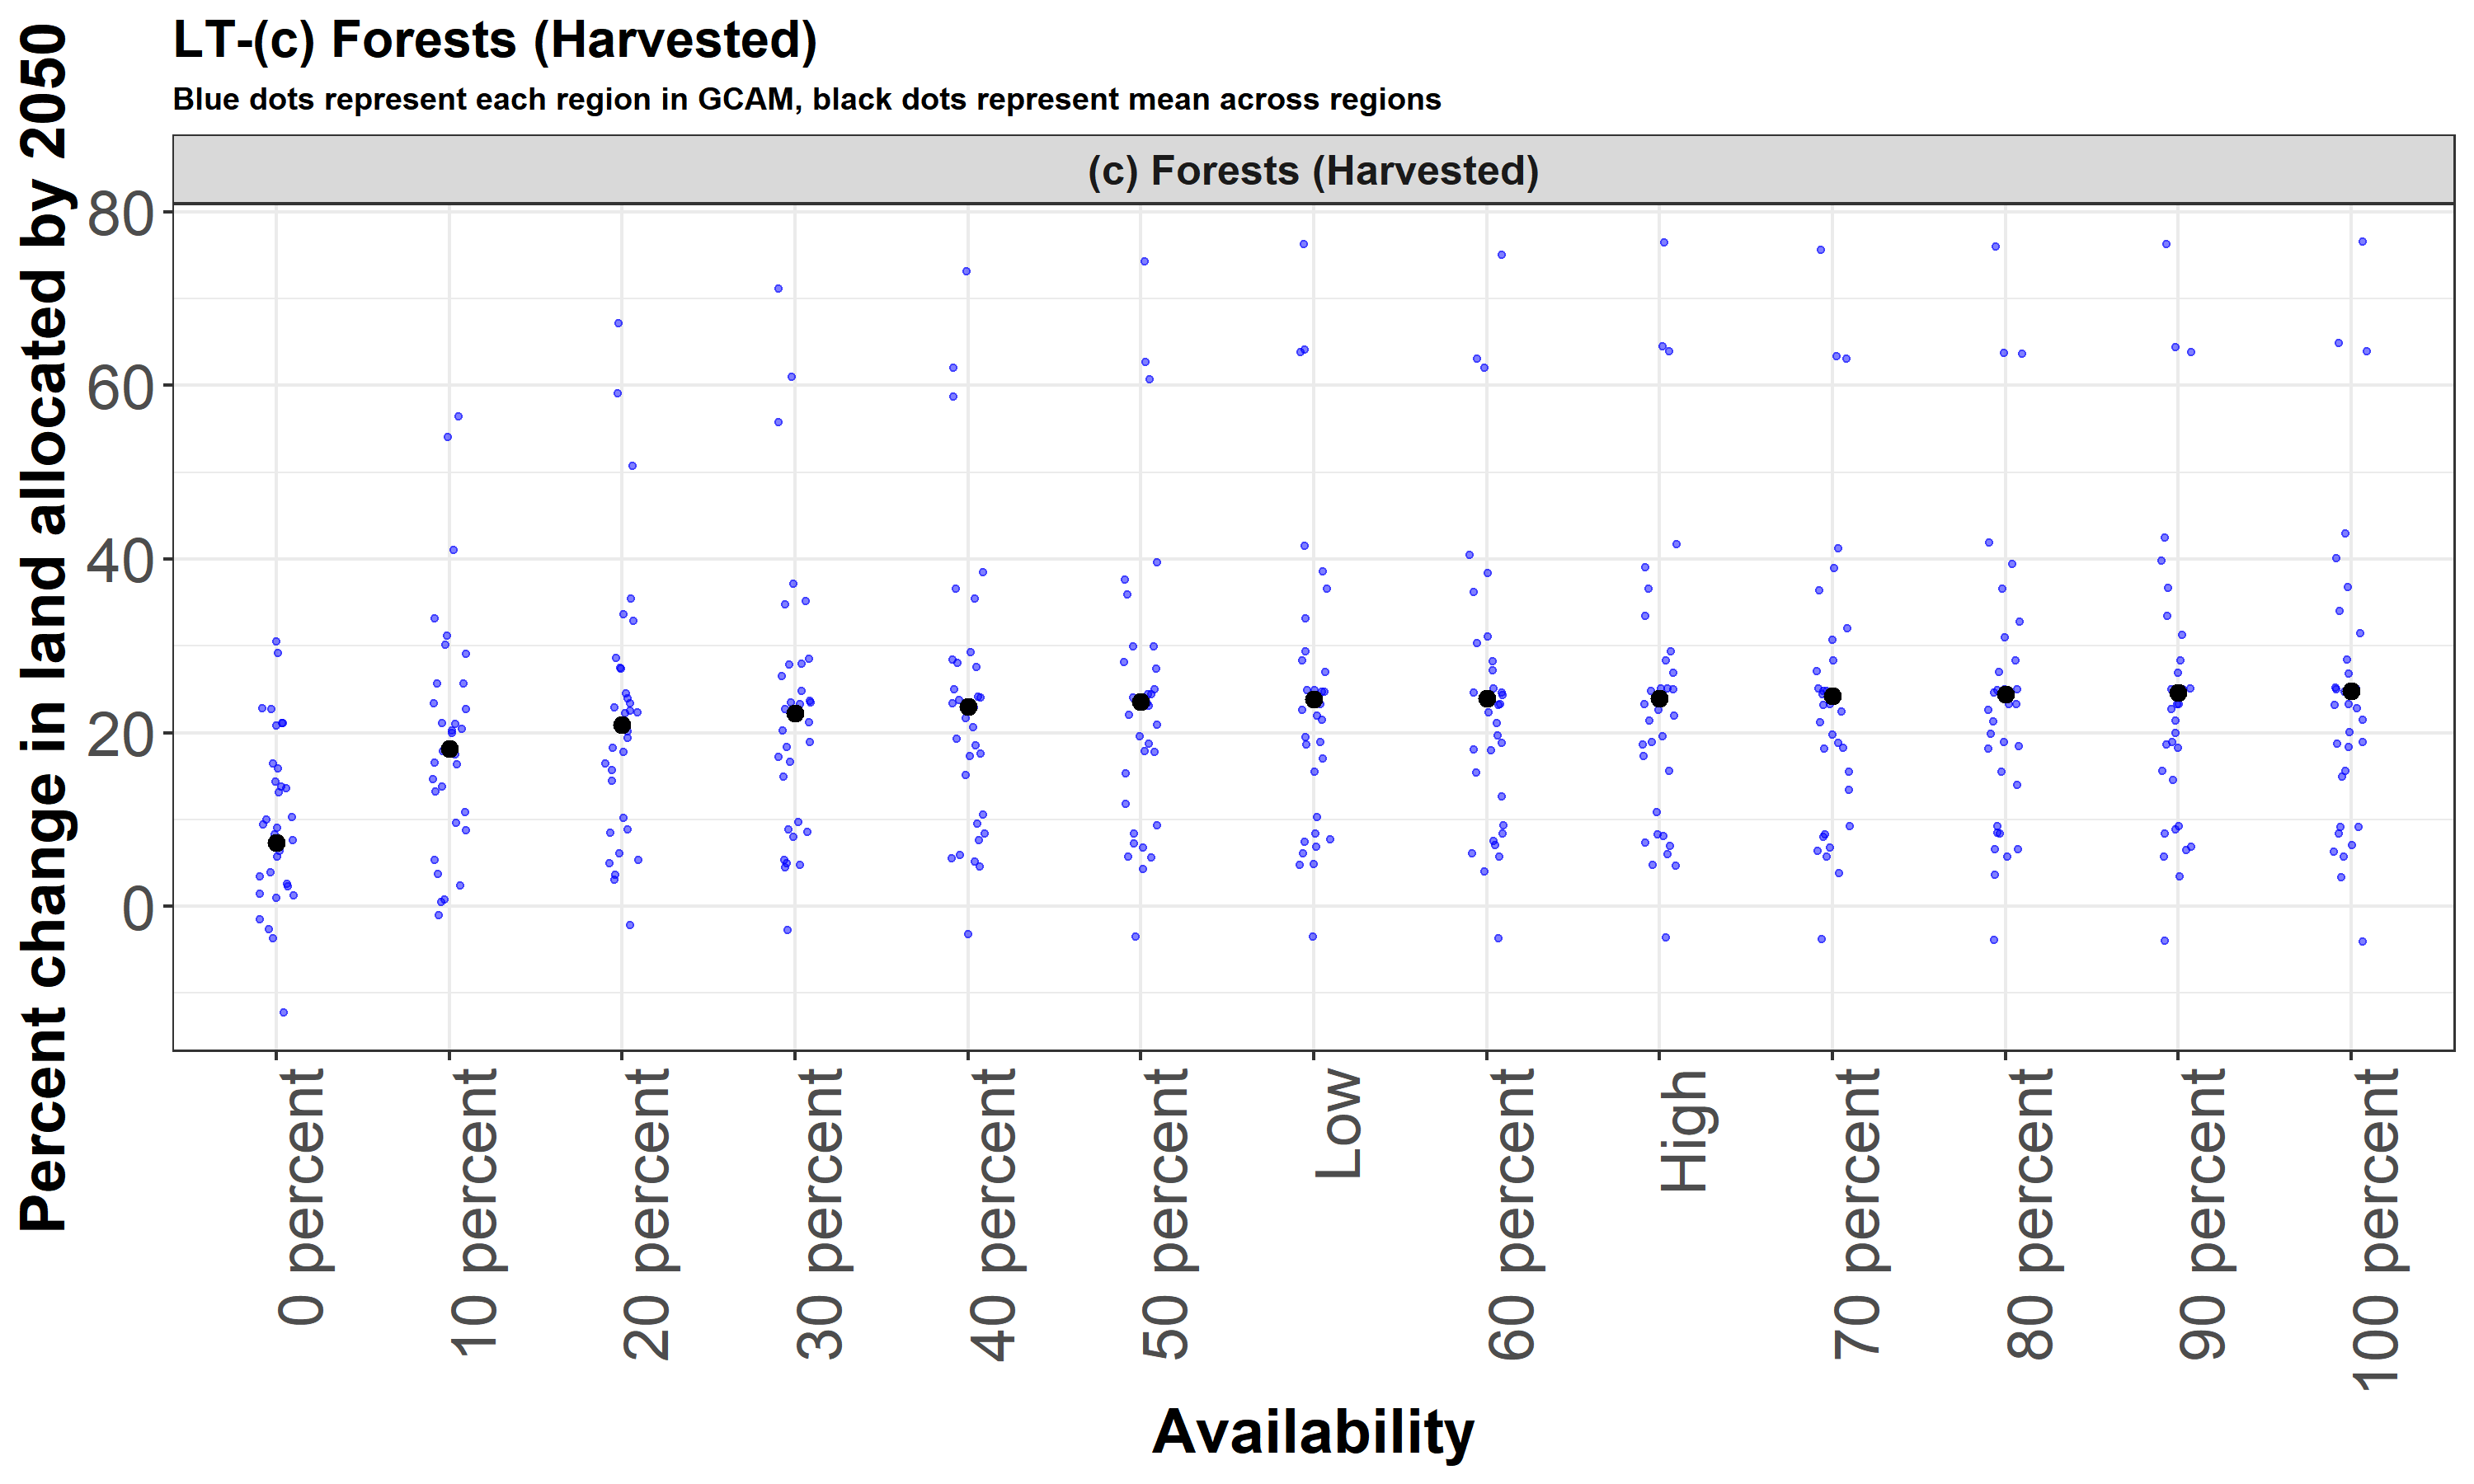 LT-(c) Forests (Harvested)
Blue dots represent each region in GCAM, black dots represent mean across regions
(c) Forests (Harvested)
Percent change in land allocated by 2050
80
60
40
20
0
0 percent
10 percent
20 percent
30 percent
40 percent
50 percent
Low
60 percent
High
70 percent
80 percent
90 percent
100 percent
Availability